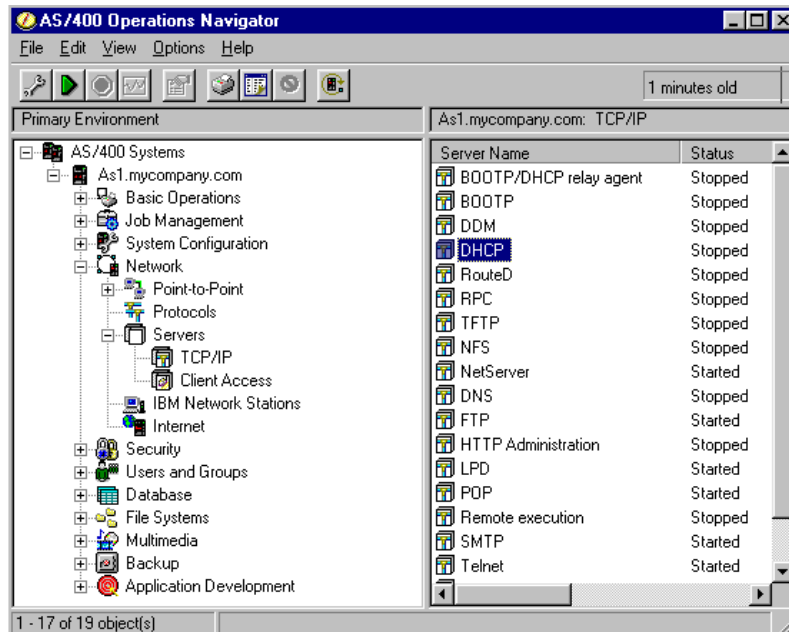 AS/400 Operations Navigator
File Edit View Options Help
1 minutes old
Primary Environment
As1.mycompany.com: TCP/IP
AS/400 Systems
As1.mycompany.com
Basic Operations
Job Management
System Configuration
Network
Point-to-Point
Protocols
Servers
TCP/IP
Client Access
IBM Network Stations
Internet
Security
Users and Groups
Database
File Systems
Multimedia
Backup
Application Development
Server Name Status
BOOTP/DHCP relay agent Stopped
BOOTP Stopped
DDM Stopped
DHCP Stopped
RouteD Stopped
RPC Stopped
TFTP Stopped
NFS Stopped
NetServer Started
DNS Stopped
FTP Started
HTTP Administration Stopped
LPD Started
POP Started
Remote execution Stopped
SMTP Started
Telnet Started
1 - 17 of 19 object(s)